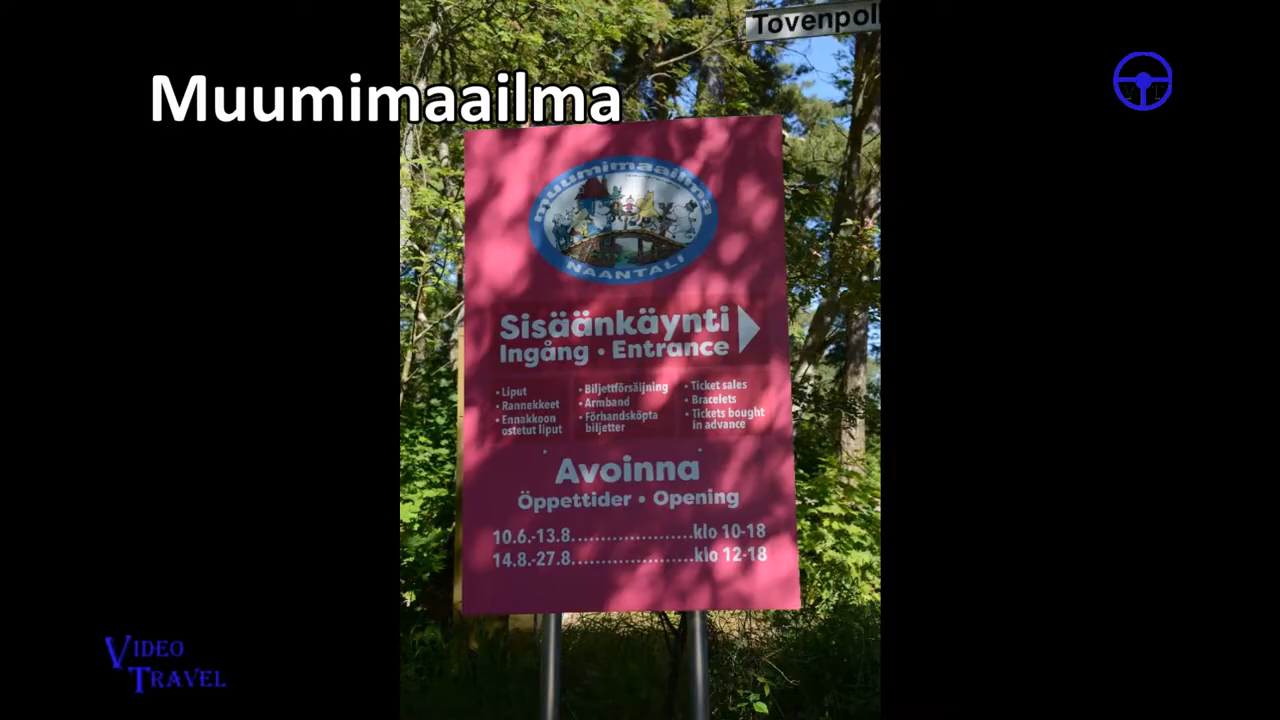 Tovenpol
Muumimaailma
muumimaailma
NAANTALI
Sisäänkäynti
Ingång • Entrance
• Liput
• Rannekkeet
• Ennakkoon
ostetut liput
• Biljettförsäljning
• Armband
• Förhandsköpta
biljetter
• Ticket sales
• Bracelets
• Tickets bought
in advance
Avoinna
Öppettider • Opening
10.6.-13.8......................klo 10-18
14.8.-27.8......................klo 12-18
VIDEO
TRAVEL